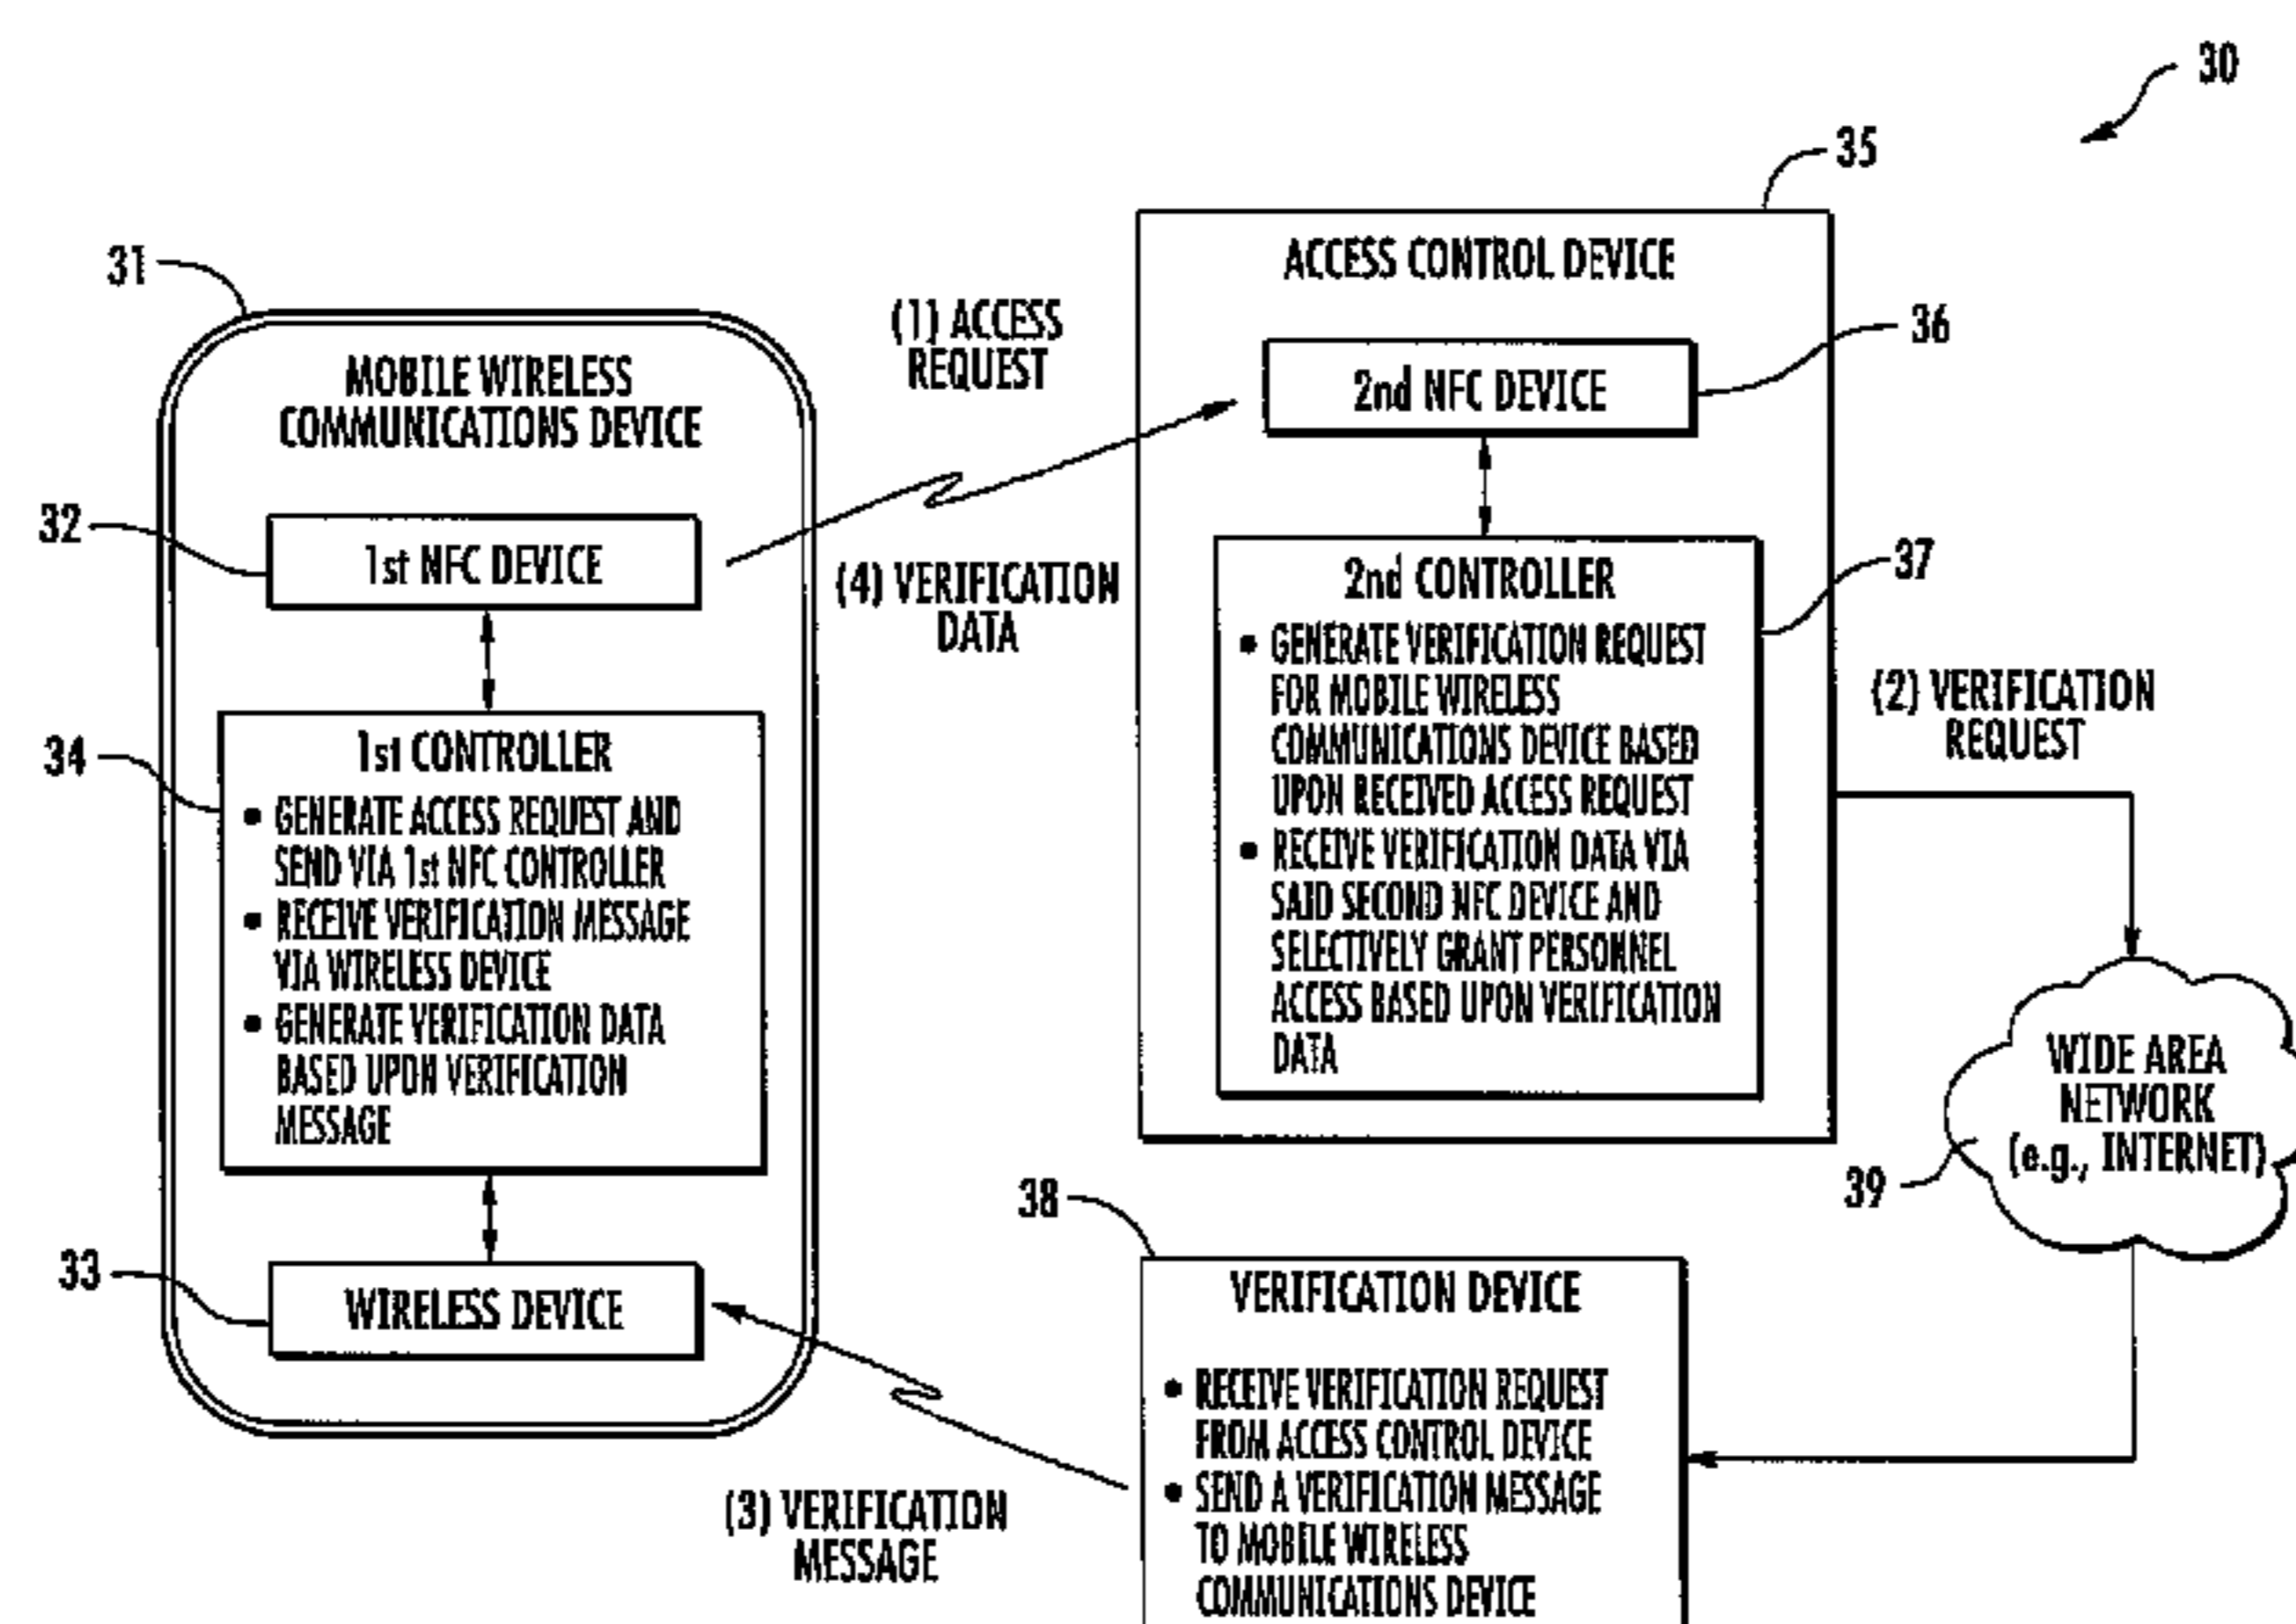 30
35
31
ACCESS CONTROL DEVICE
(1) ACCESS
REQUEST
36
2nd NFC DEVICE
MOBILE WIRELESS
COMMUNICATIONS DEVICE
32
1st NFC DEVICE
(4) VERIFICATION
DATA
37
2nd CONTROLLER
• GENERATE VERIFICATION REQUEST
FOR MOBILE WIRELESS
COMMUNICATIONS DEVICE BASED
UPON RECEIVED ACCESS REQUEST
• RECEIVE VERIFICATION DATA VIA
SAID SECOND NFC DEVICE AND
SELECTIVELY GRANT PERSONNEL
ACCESS BASED UPON VERIFICATION
DATA
(2) VERIFICATION
REQUEST
34
1st CONTROLLER
• GENERATE ACCESS REQUEST AND
SEND VIA 1st NFC CONTROLLER
• RECEIVE VERIFICATION MESSAGE
VIA WIRELESS DEVICE
• GENERATE VERIFICATION DATA
BASED UPON VERIFICATION
MESSAGE
WIDE AREA
NETWORK
(e.g., INTERNET)
39
38
33
WIRELESS DEVICE
VERIFICATION DEVICE
• RECEIVE VERIFICATION REQUEST
FROM ACCESS CONTROL DEVICE
• SEND A VERIFICATION MESSAGE
TO MOBILE WIRELESS
COMMUNICATIONS DEVICE
(3) VERIFICATION
MESSAGE